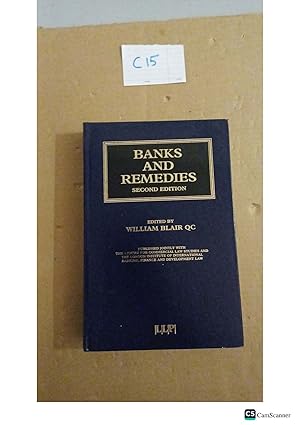 C15
BANKS
AND
REMEDIES
SECOND EDITION
EDITED BY
WILLIAM BLAIR QC
PUBLISHED JOINTLY WITH
THE CENTRE FOR COMMERCIAL LAW STUDIES AND
THE LONDON INSTITUTE OF INTERNATIONAL
BANKING, FINANCE AND DEVELOPMENT LAW
LLP
CS CamScanner